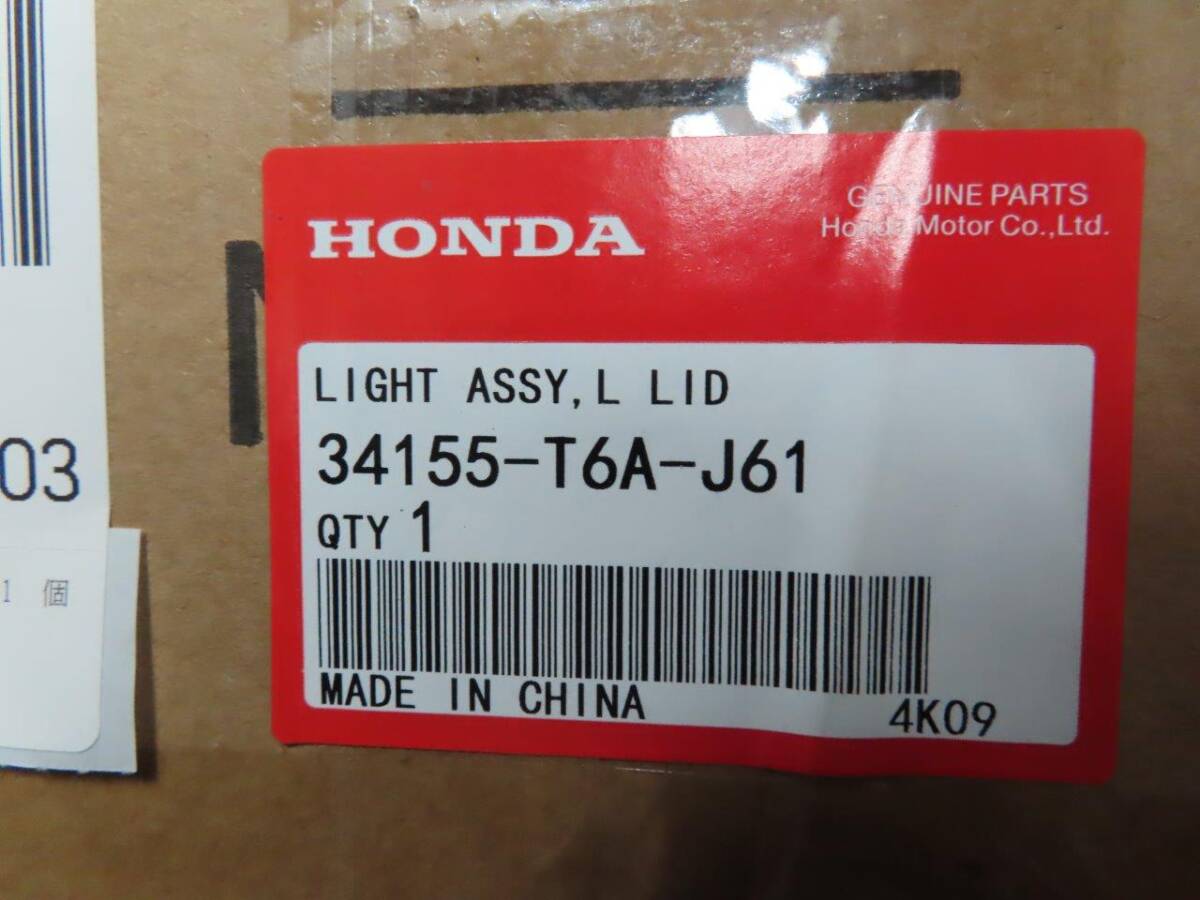 HONDA
GENUINE PARTS
Honda Motor Co.,Ltd.
LIGHT ASSY, L LID
34155-T6A-J61
QTY 1
MADE IN CHINA
4K09
03
1 個